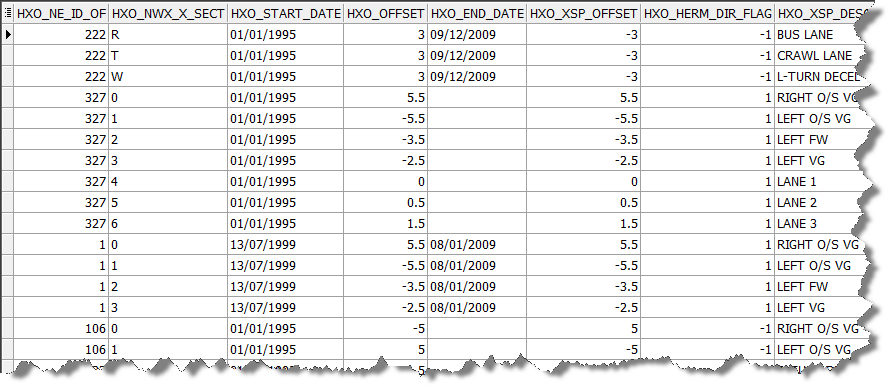 HXO_NE_ID_OF HXO_NWX_X_SECT HXO_START_DATE HXO_OFFSET HXO_END_DATE HXO_XSP_OFFSET HXO_HERM_DIR_FLAG
222 R 01/01/1995 3 09/12/2009 -3 -1 BUS LANE
222 T 01/01/1995 3 09/12/2009 -3 -1 CRAWL LANE
222 W 01/01/1995 3 09/12/2009 -3 -1 L-TURN DECEL
327 0 01/01/1995 5.5 5.5 1 RIGHT O/S VG
327 1 01/01/1995 -5.5 -5.5 1 LEFT O/S VG
327 2 01/01/1995 -3.5 -3.5 1 LEFT FW
327 3 01/01/1995 -2.5 -2.5 1 LEFT VG
327 4 01/01/1995 0 0 1 LANE 1
327 5 01/01/1995 0.5 0.5 1 LANE 2
327 6 01/01/1995 1.5 1.5 1 LANE 3
1 0 13/07/1999 5.5 08/01/2009 5.5 1 RIGHT O/S VG
1 1 13/07/1999 -5.5 08/01/2009 -5.5 1 LEFT O/S VG
1 2 13/07/1999 -3.5 08/01/2009 -3.5 1 LEFT FW
1 3 13/07/1999 -2.5 08/01/2009 -2.5 1 LEFT VG
106 0 01/01/1995 -5 5 -1 RIGHT O/S VG
106 1 01/01/1995 5 -5 -1 LEFT O/S VG